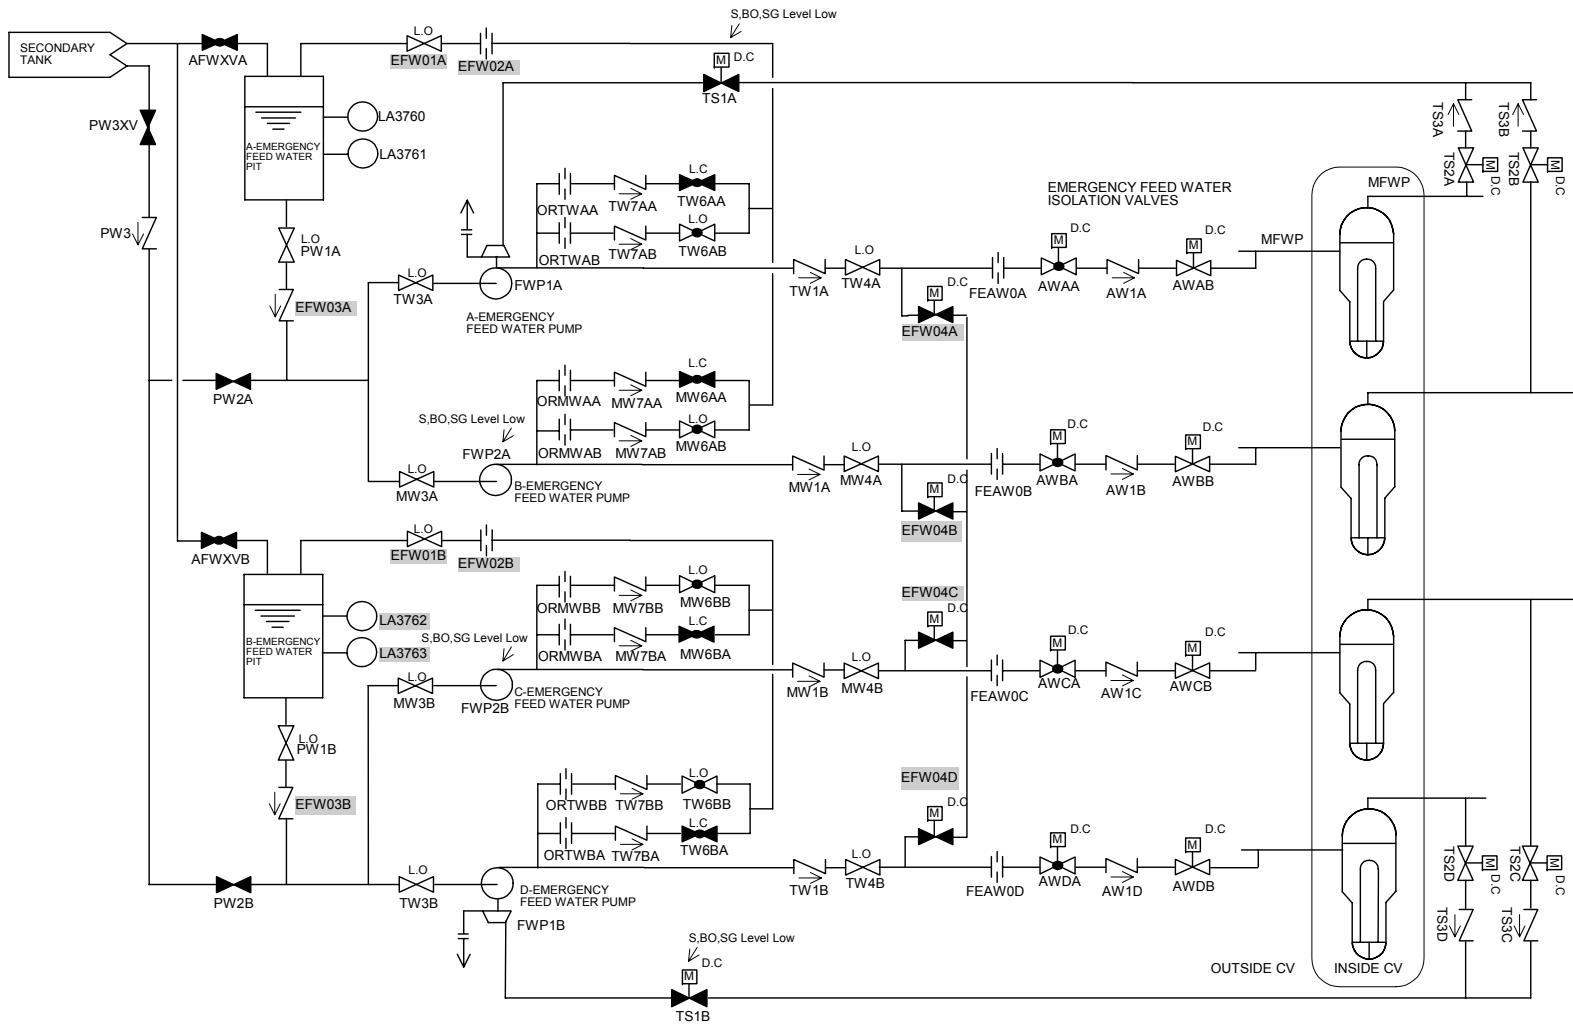 S,BO,SG Level Low
SECONDARY
TANK
AFWXVA
L.O
EFW01A
EFW02A
M
D.C
TS1A
PW3XV
LA3760
A-EMERGENCY
FEED WATER
PIT
LA3761
TS3A
TS3B
TS2A
M
D.C
TS2B
M
D.C
PW3
L.O
PW1A
ORTWAA
TW7AA
L.C
TW6AA
ORTWAB
TW7AB
L.O
TW6AB
EMERGENCY FEED WATER
ISOLATION VALVES
MFWP
MFWP
EFW03A
L.O
TW3A
FWP1A
A-EMERGENCY
FEED WATER PUMP
TW1A
L.O
TW4A
M
D.C
EFW04A
FEAW0A
M
D.C
AWAA
AW1A
M
D.C
AWAB
PW2A
ORMWAA
MW7AA
L.C
MW6AA
S,BO,SG Level Low
ORMWAB
MW7AB
L.O
MW6AB
FWP2A
L.O
MW3A
B-EMERGENCY
FEED WATER PUMP
MW1A
L.O
MW4A
M
D.C
EFW04B
FEAW0B
M
D.C
AWBA
AW1B
M
D.C
AWBB
AFWXVB
L.O
EFW01B
EFW02B
LA3762
B-EMERGENCY
FEED WATER
PIT
LA3763
ORMWBB
MW7BB
L.O
MW6BB
S,BO,SG Level Low
ORMWBA
MW7BA
L.C
MW6BA
EFW04C
M
D.C
L.O
MW3B
FWP2B
C-EMERGENCY
FEED WATER PUMP
MW1B
L.O
MW4B
FEAW0C
M
D.C
AWCA
AW1C
M
D.C
AWCB
L.O
PW1B
EFW03B
ORTWBB
TW7BB
L.O
TW6BB
ORTWBA
TW7BA
L.C
TW6BA
EFW04D
M
D.C
PW2B
L.O
TW3B
D-EMERGENCY
FEED WATER PUMP
FWP1B
TW1B
L.O
TW4B
FEAW0D
M
D.C
AWDA
AW1D
M
D.C
AWDB
TS2D
M
D.C
TS2C
M
D.C
TS3D
TS3C
S,BO,SG Level Low
M
D.C
TS1B
OUTSIDE CV
INSIDE CV